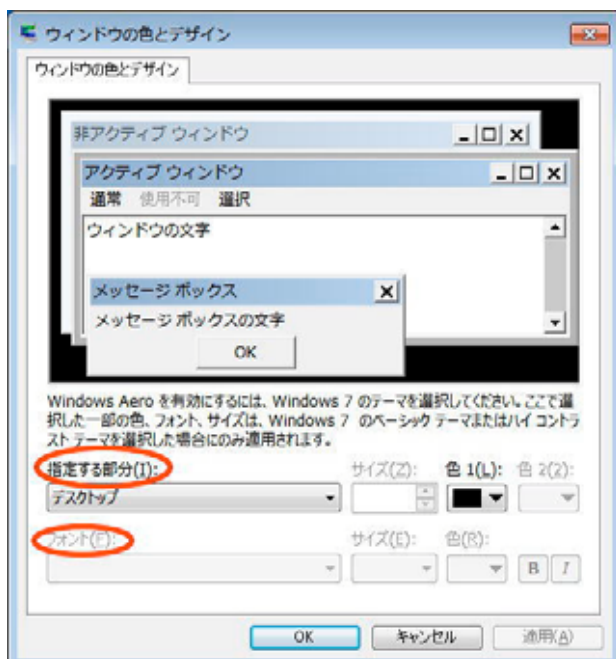 ウィンドウの色とデザイン
ウィンドウの色とデザイン
非アクティブ ウィンドウ
アクティブ ウィンドウ
通常 使用不可 選択
ウィンドウの文字
メッセージ ボックス
メッセージ ボックスの文字
OK
Windows Aero を有効にするには、Windows 7 のテーマを選択してください。ここで選
択した一部の色、フォント、サイズは、Windows 7 のベーシック テーマまたはハイ コントラ
スト テーマを選択した場合にのみ適用されます。
指定する部分(I): サイズ(Z): 色 1(L): 色 2(2):
デスクトップ
フォント(F): サイズ(E): 色(R):
B I
OK キャンセル 適用(A)